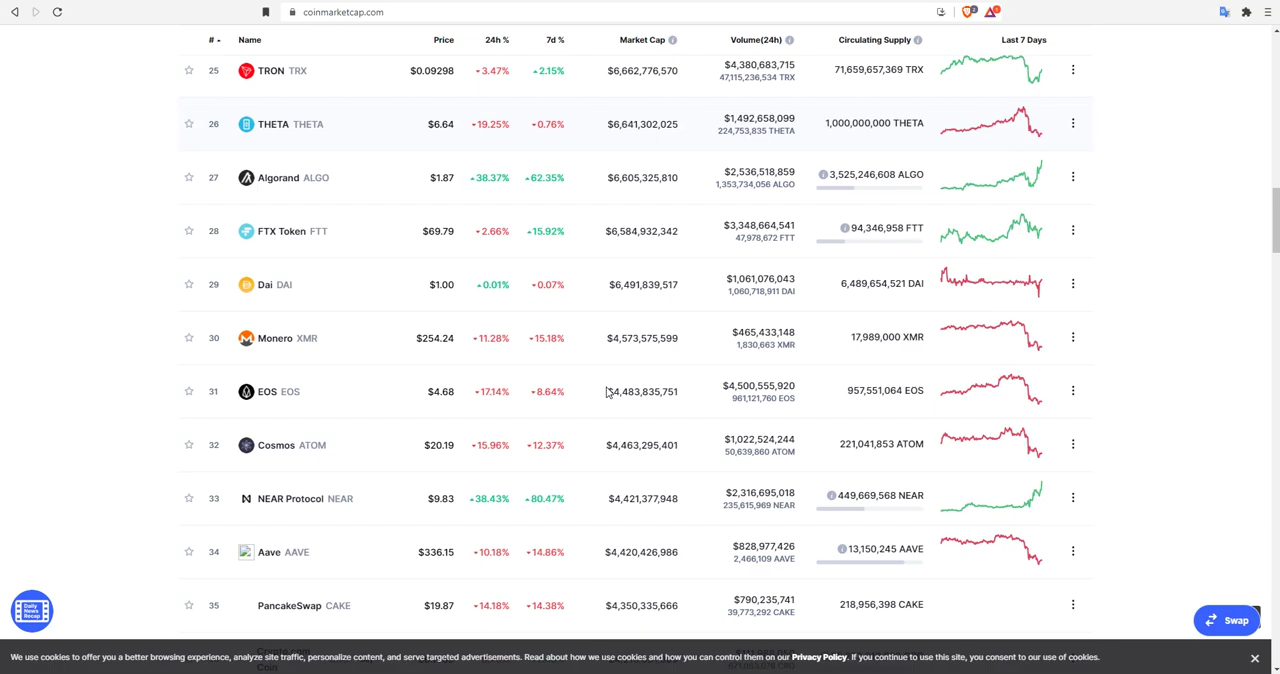 coinmarketcap.com
# Name Price 24h % 7d % Market Cap Volume(24h) Circulating Supply Last 7 Days
25 TRON TRX $0.09298 3.47% 2.15% $6,662,776,570 $4,380,683,715 71,659,657,369 TRX
47,115,236,534 TRX
26 THETA THETA $6.64 19.25% 0.76% $6,641,302,025 $1,492,658,099 1,000,000,000 THETA
224,753,835 THETA
27 Algorand ALGO $1.87 38.37% 62.35% $6,605,325,810 $2,536,518,859 3,525,246,608 ALGO
1,353,734,056 ALGO
28 FTX Token FTT $69.79 2.66% 15.92% $6,584,932,342 $3,348,664,541 94,346,958 FTT
47,978,672 FTT
29 Dai DAI $1.00 0.01% 0.07% $6,491,839,517 $1,061,076,043 6,489,654,521 DAI
1,060,718,911 DAI
30 Monero XMR $254.24 11.28% 15.18% $4,573,575,599 $465,433,148 17,989,000 XMR
1,830,663 XMR
31 EOS EOS $4.68 17.14% 8.64% $4,483,835,751 $4,500,555,920 957,551,064 EOS
961,121,760 EOS
32 Cosmos ATOM $20.19 15.96% 12.37% $4,463,295,401 $1,022,524,244 221,041,853 ATOM
50,639,860 ATOM
33 NEAR Protocol NEAR $9.83 38.43% 80.47% $4,421,377,948 $2,316,695,018 449,669,568 NEAR
235,615,969 NEAR
34 Aave AAVE $336.15 10.18% 14.86% $4,420,426,986 $828,977,426 13,150,245 AAVE
2,466,109 AAVE
35 PancakeSwap CAKE $19.87 14.18% 14.38% $4,350,335,666 $790,235,741 218,956,398 CAKE
39,773,292 CAKE
Daily
News
Recap
Swap
Crypto.com
Coin
We use cookies to offer you a better browsing experience, analyze site traffic, personalize content, and serve targeted advertisements. Read about how we use cookies and how you can control them on our Privacy Policy. If you continue to use this site, you consent to our use of cookies.